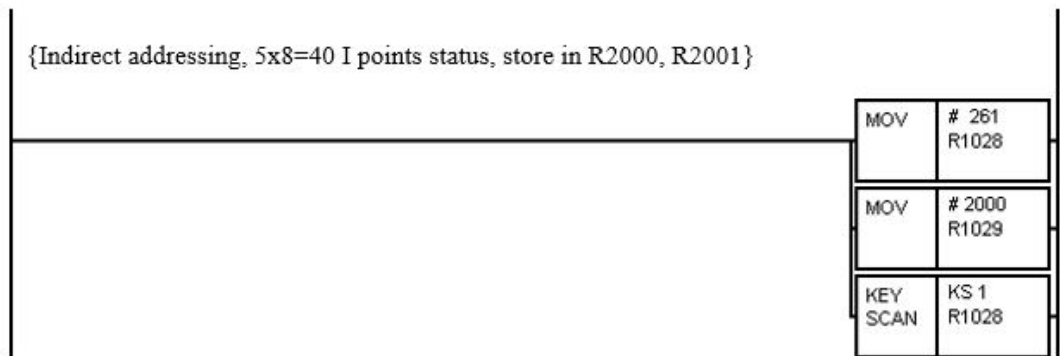 {Indirect addressing, 5x8=40 I points status, store in R2000, R2001}
MOV # 261
R1028
MOV # 2000
R1029
KEY KS 1
SCAN R1028